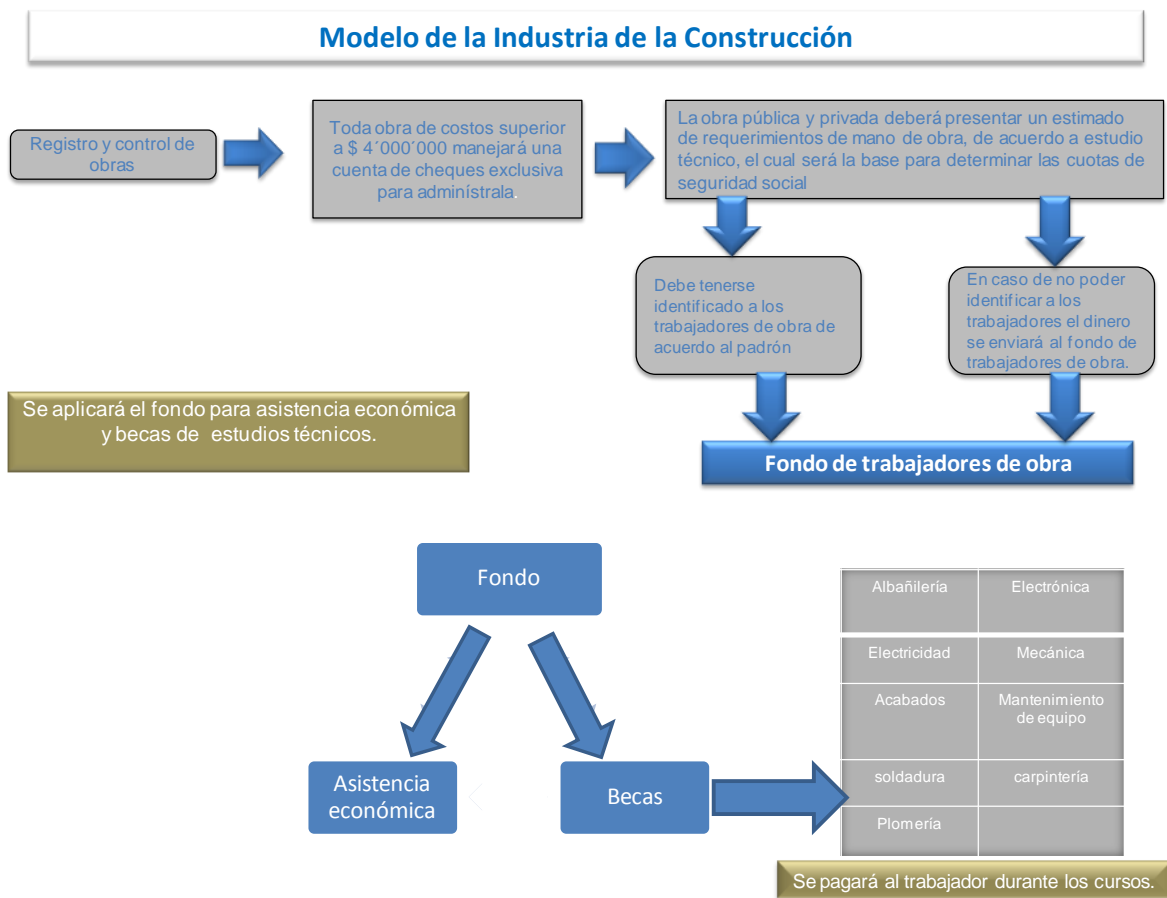 Modelo de la Industria de la Construcción
Registro y control de
obras
Toda obra de costos superior
a $ 4´000´000 manejará una
cuenta de cheques exclusiva
para adminístrala.
La obra pública y privada deberá presentar un estimado
de requerimientos de mano de obra, de acuerdo a estudio
técnico, el cual será la base para determinar las cuotas de
seguridad social
Debe tenerse
identificado a los
trabajadores de obra de
acuerdo al padrón
En caso de no poder
identificar a los
trabajadores el dinero
se enviará al fondo de
trabajadores de obra.
Se aplicará el fondo para asistencia económica
y becas de estudios técnicos.
Fondo de trabajadores de obra
Fondo
Asistencia
económica
Becas
Albañilería
Electrónica
Electricidad
Mecánica
Acabados
Mantenimiento
de equipo
soldadura
carpintería
Plomería
Se pagará al trabajador durante los cursos.